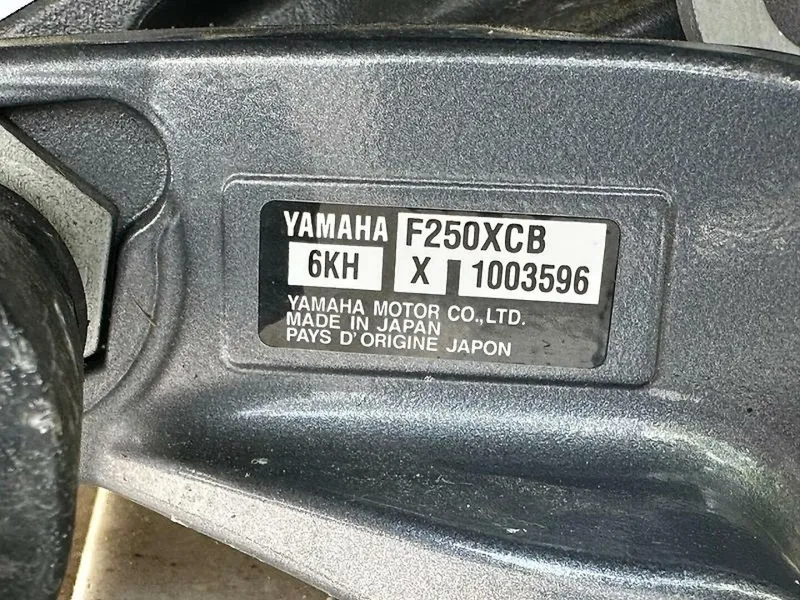 YAMAHA F250XCB
6KH X 1003596
YAMAHA MOTOR CO.,LTD.
MADE IN JAPAN
PAYS D'ORIGINE JAPON